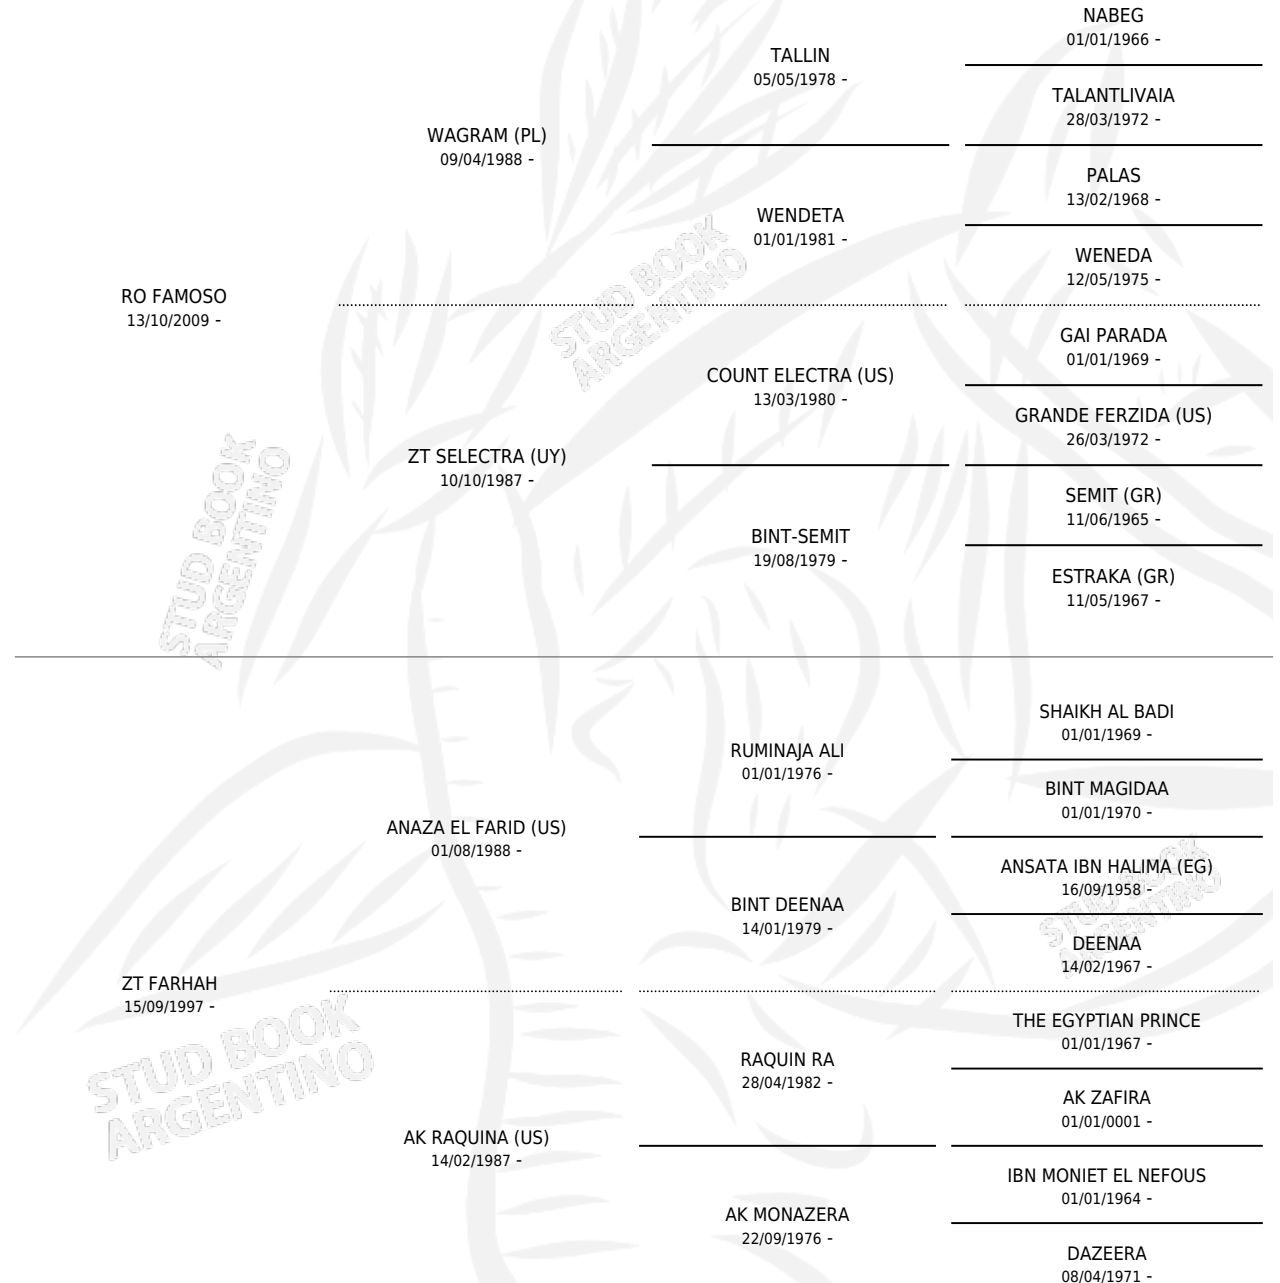 NABEG
01/01/1966 -
TALLIN
05/05/1978 -
TALANTLIVAIA
28/03/1972 -
WAGRAM (PL)
09/04/1988 -
PALAS
13/02/1968 -
WENDETA
01/01/1981 -
WENEDA
12/05/1975 -
RO FAMOSO
13/10/2009 -
GAI PARADA
01/01/1969 -
COUNT ELECTRA (US)
13/03/1980 -
GRANDE FERZIDA (US)
26/03/1972 -
ZT SELECTRA (UY)
10/10/1987 -
SEMIT (GR)
11/06/1965 -
BINT-SEMIT
19/08/1979 -
ESTRAKA (GR)
11/05/1967 -
STUD BOOK
ARGENTINO
STUD BOOK
ARGENTINO
SHAIKH AL BADI
01/01/1969 -
RUMINAJA ALI
01/01/1976 -
BINT MAGIDAA
01/01/1970 -
ANAZA EL FARID (US)
01/08/1988 -
ANSATA IBN HALIMA (EG)
16/09/1958 -
BINT DEENAA
14/01/1979 -
DEENAA
14/02/1967 -
ZT FARHAH
15/09/1997 -
THE EGYPTIAN PRINCE
01/01/1967 -
RAQUIN RA
28/04/1982 -
AK ZAFIRA
01/01/0001 -
AK RAQUINA (US)
14/02/1987 -
IBN MONIET EL NEFOUS
01/01/1964 -
AK MONAZERA
22/09/1976 -
DAZEERA
08/04/1971 -
STUD BOOK
ARGENTINO
STUD BOOK
ARGENTINO